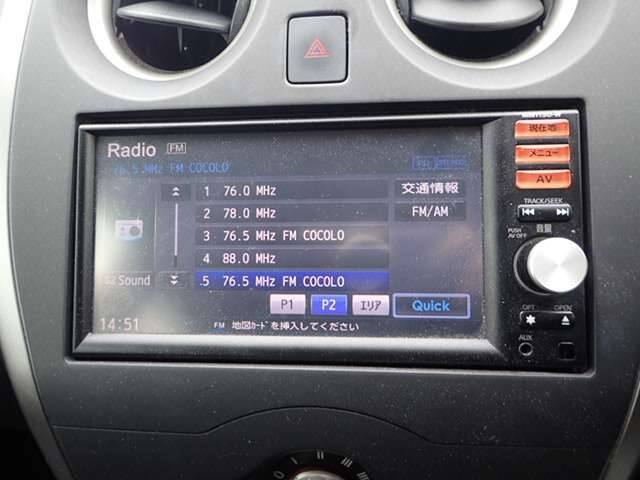 Radio FM
76.5 MHz FM COCOLO
1 76.0 MHz
2 78.0 MHz
3 76.5 MHz FM COCOLO
4 88.0 MHz
5 76.5 MHz FM COCOLO
交通情報
FM/AM
Sound
P1 P2 エリア Quick
14:51
FM 地図ｶｰﾄﾞを挿入してください
現在地
メニュー
AV
TRACK/SEEK
音量
PUSH
AV OFF
OPT
OPEN
AUX